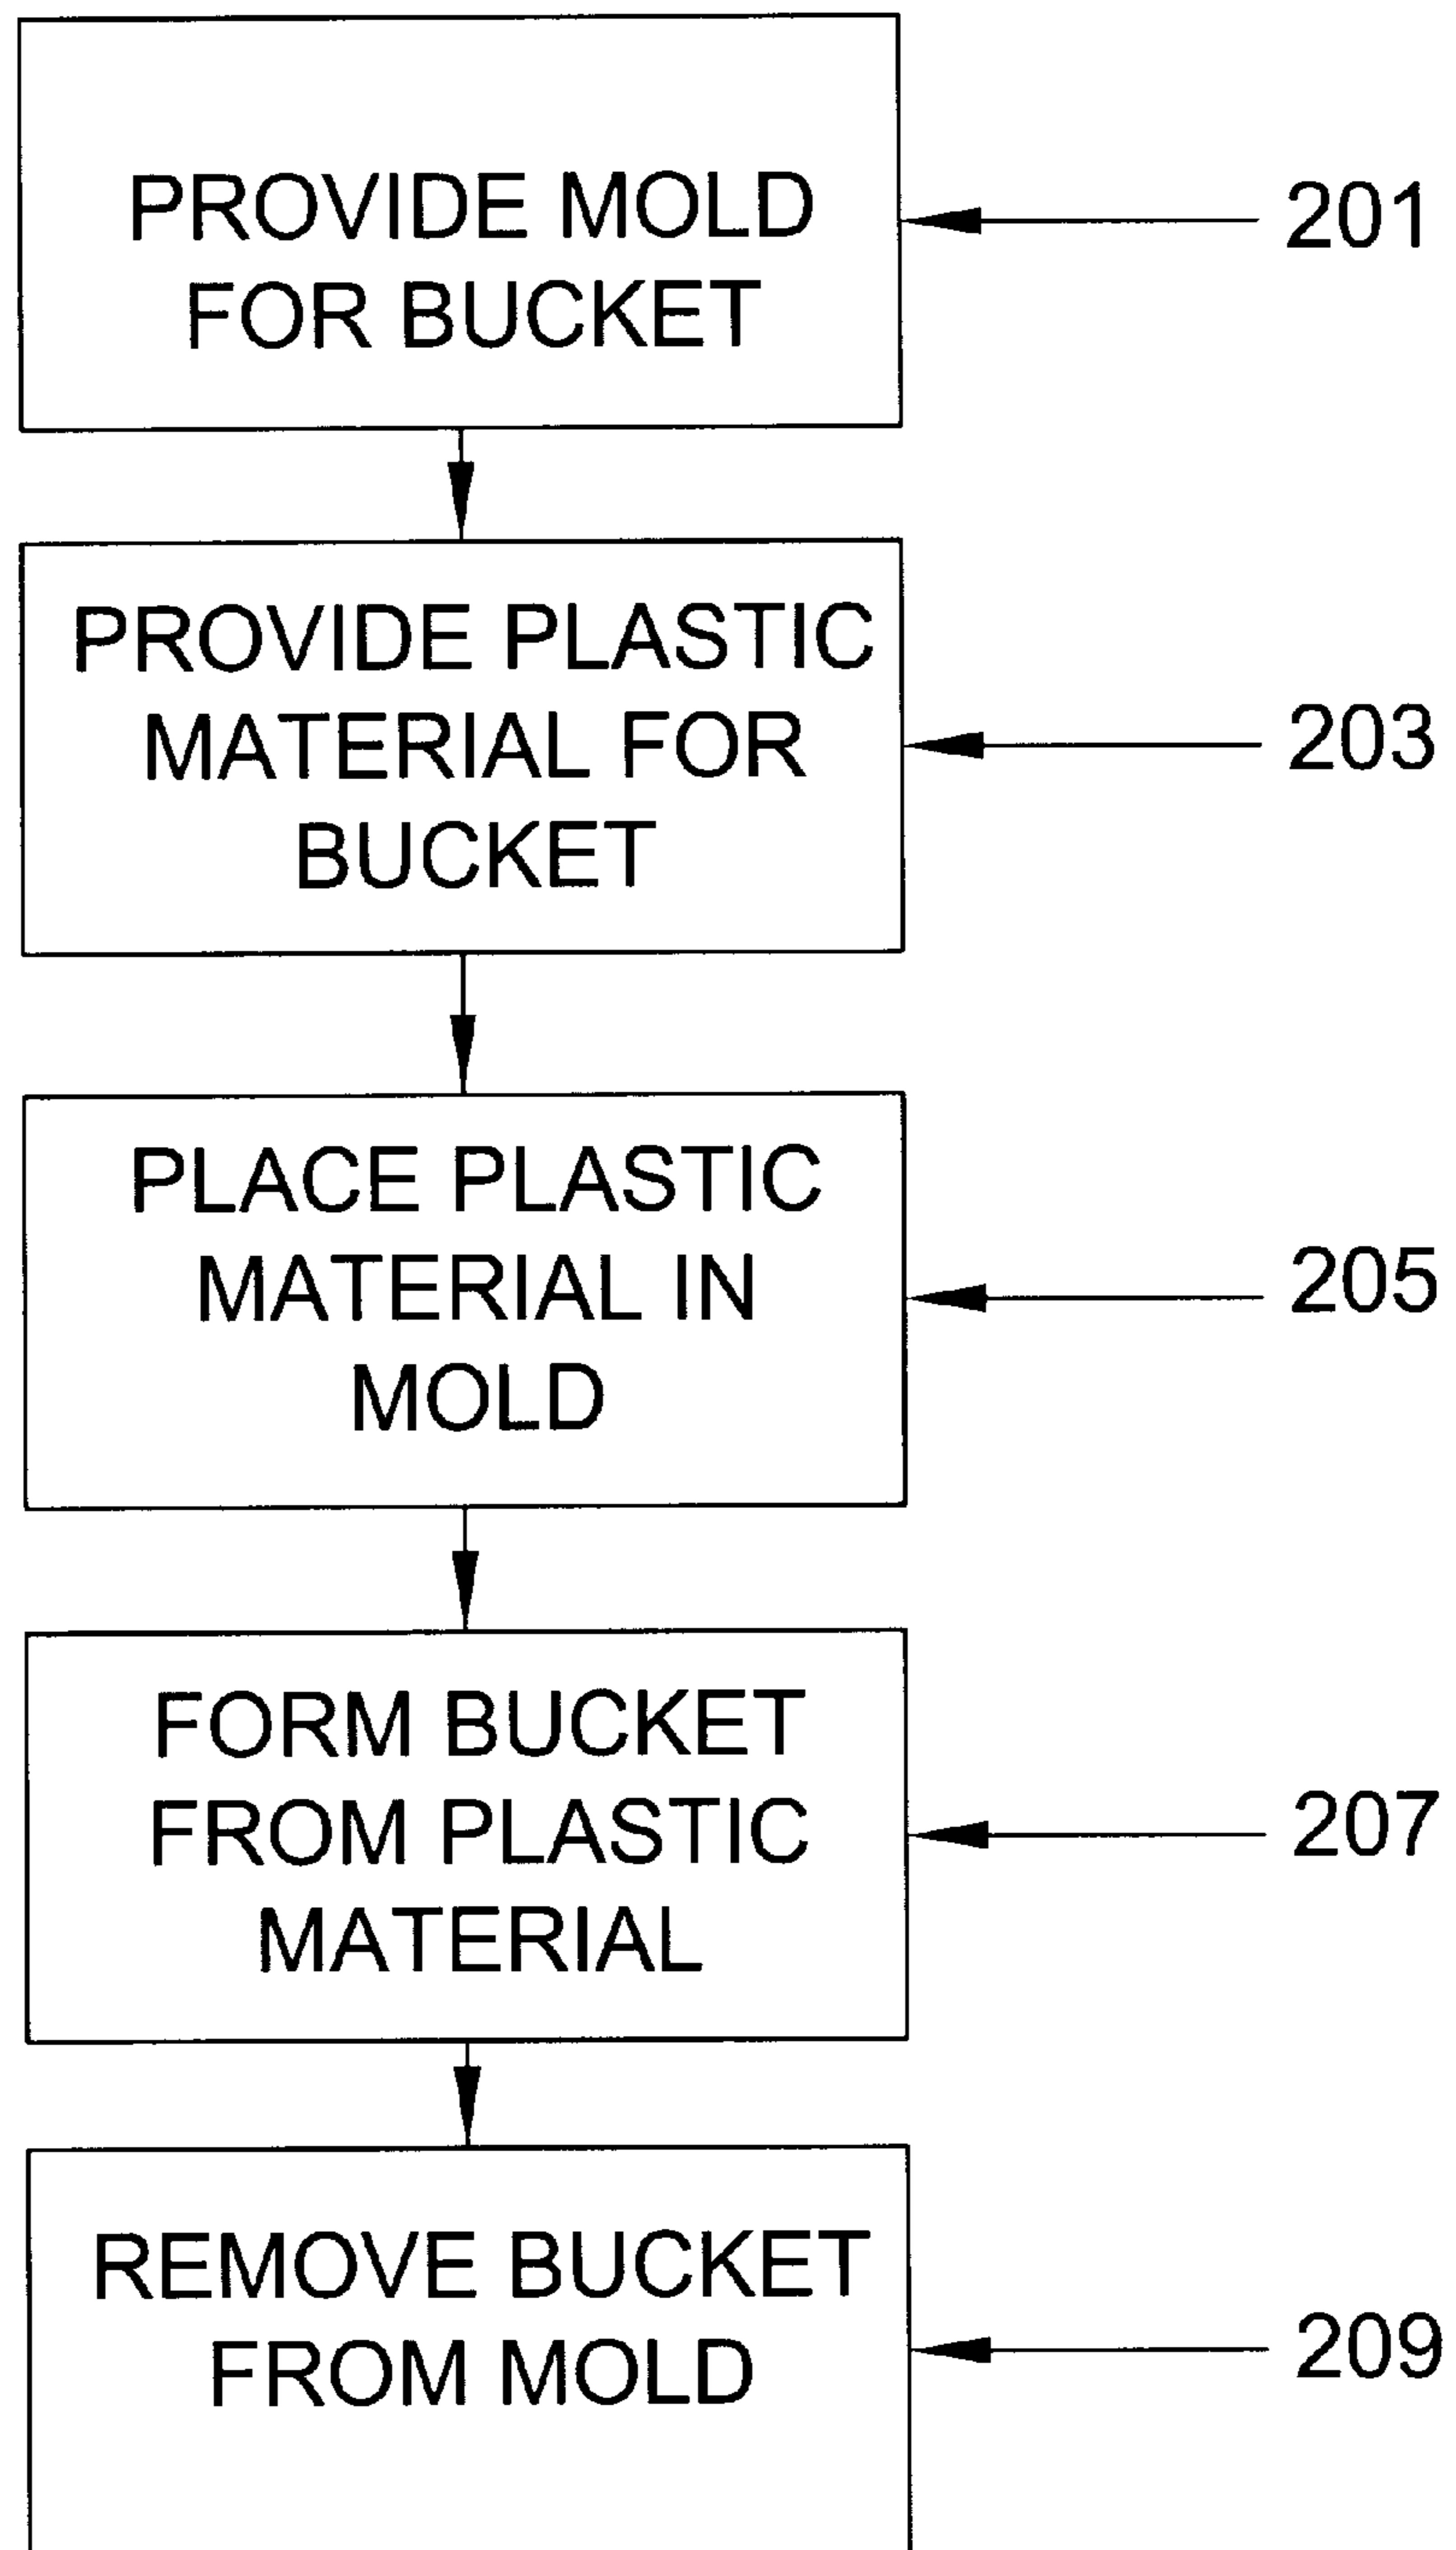 PROVIDE MOLD
FOR BUCKET
201
PROVIDE PLASTIC
MATERIAL FOR
BUCKET
203
PLACE PLASTIC
MATERIAL IN
MOLD
205
FORM BUCKET
FROM PLASTIC
MATERIAL
207
REMOVE BUCKET
FROM MOLD
209